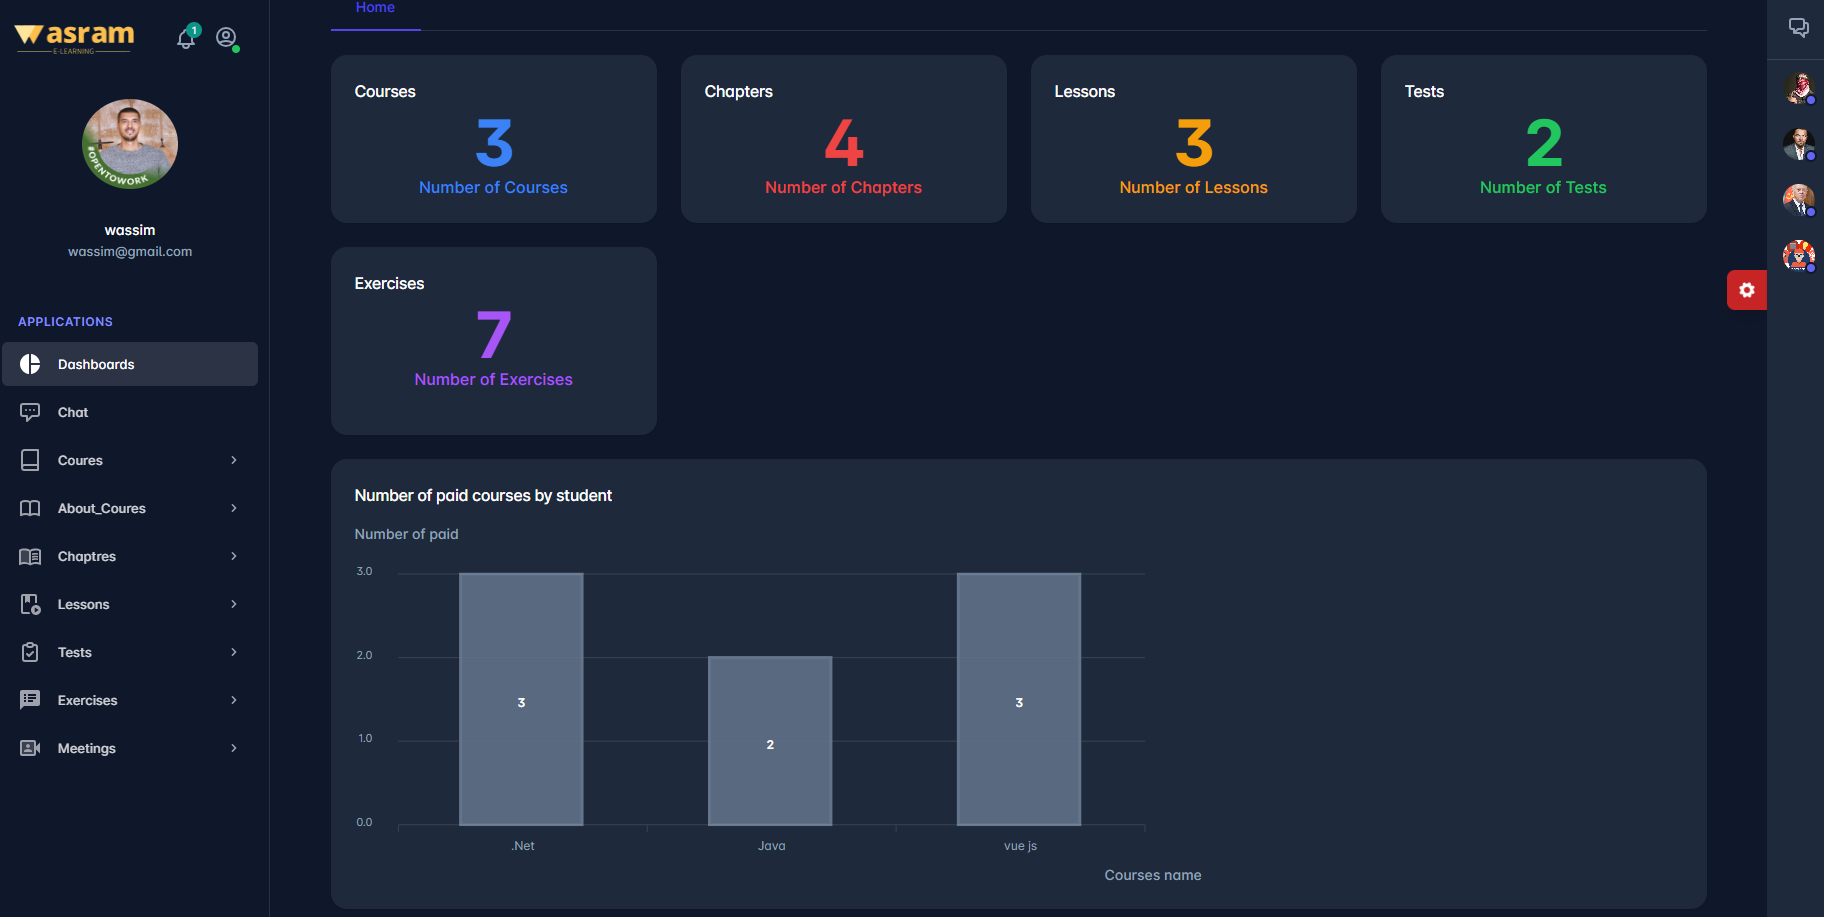 Wasram
E-LEARNING
1
#OPENTOWORK
wassim
wassim@gmail.com
APPLICATIONS
Dashboards
Chat
Coures
About_Coures
Chaptres
Lessons
Tests
Exercises
Meetings
Home
Courses
3
Number of Courses
Chapters
4
Number of Chapters
Lessons
3
Number of Lessons
Tests
2
Number of Tests
Exercises
7
Number of Exercises
Number of paid courses by student
Number of paid
3.0
2.0
1.0
0.0
3
2
3
.Net
Java
vue js
Courses name